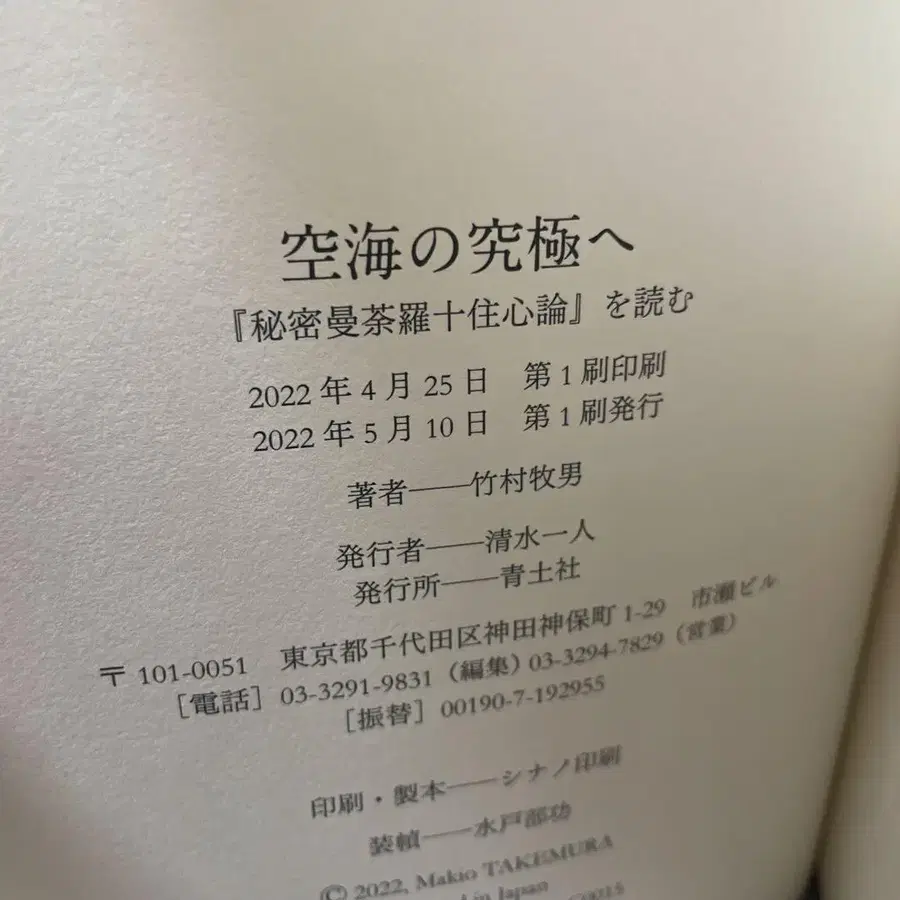 空海の究極へ
『秘密曼荼羅十住心論』を読む
2022年4月25日　第1刷印刷
2022年5月10日　第1刷発行
著者——竹村牧男
発行者——清水一人
発行所——青土社
〒101-0051　東京都千代田区神田神保町1-29　市瀬ビル
［電話］03-3291-9831（編集）03-3294-7829（営業）
［振替］00190-7-192955
印刷・製本——シナノ印刷
装幀——水戸部功
© 2022, Makio TAKEMURA
in Japan